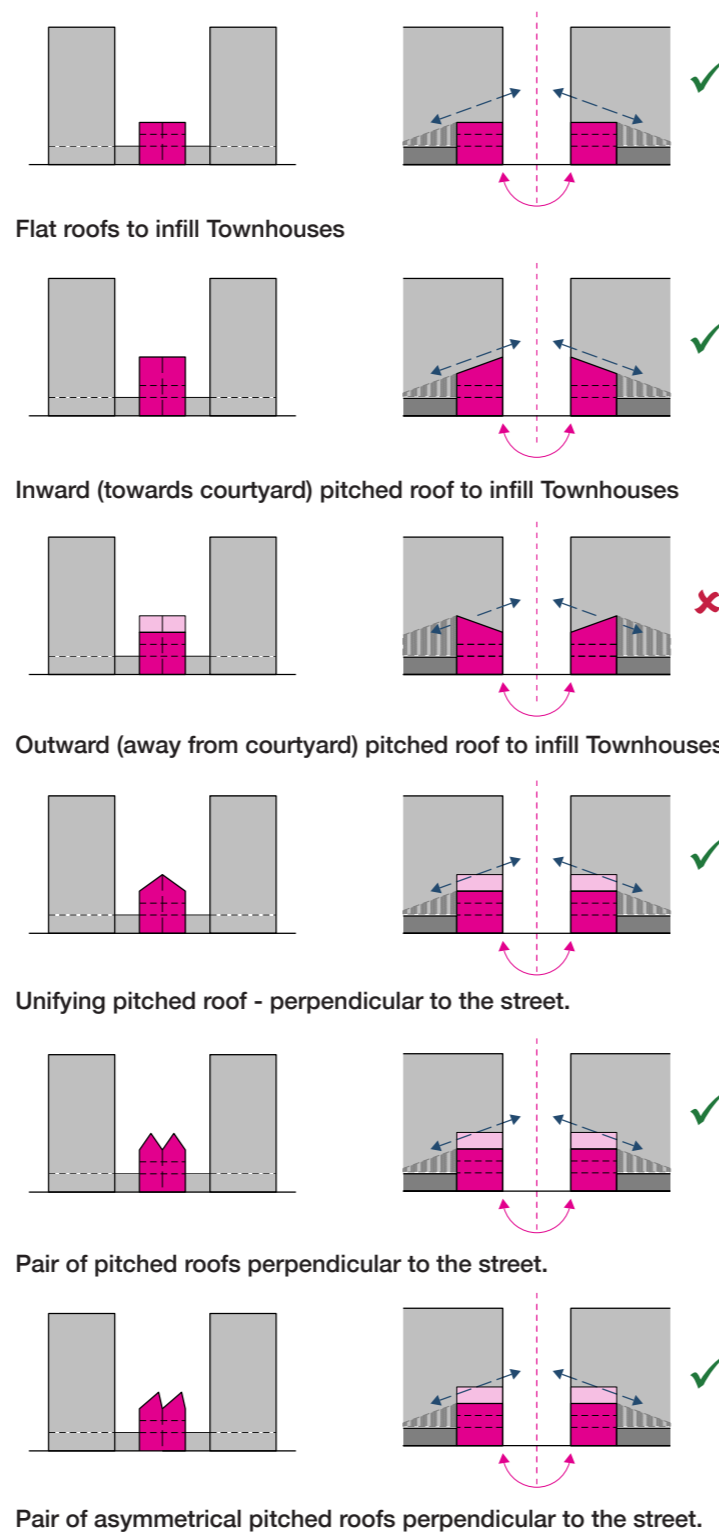 Flat roofs to infill Townhouses
Inward (towards courtyard) pitched roof to infill Townhouses
Outward (away from courtyard) pitched roof to infill Townhouses
Unifying pitched roof - perpendicular to the street.
Pair of pitched roofs perpendicular to the street.
Pair of asymmetrical pitched roofs perpendicular to the street.